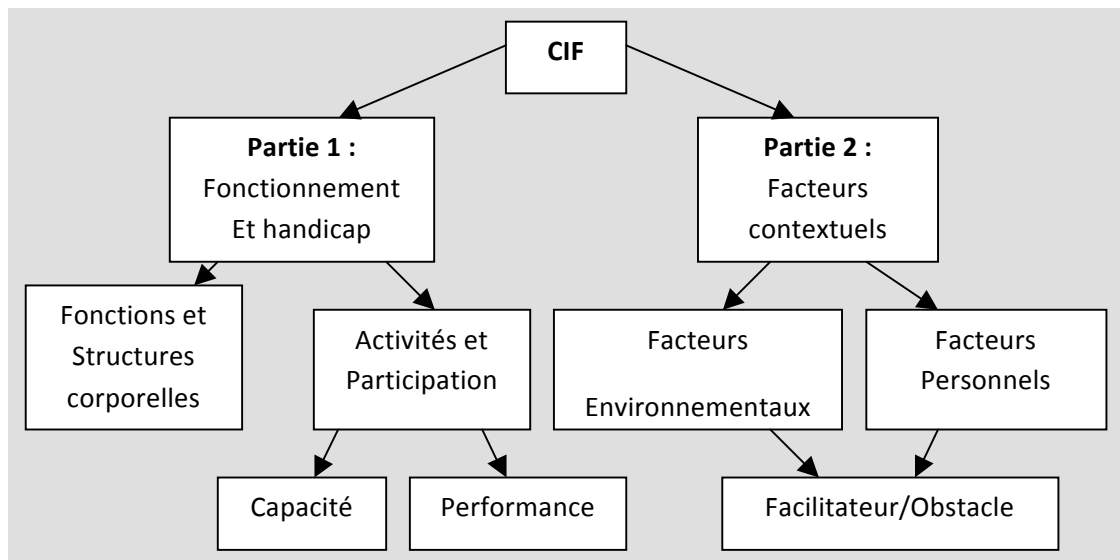 CIF
Partie 1 :
Fonctionnement
Et handicap
Partie 2 :
Facteurs
contextuels
Fonctions et
Structures
corporelles
Activités et
Participation
Facteurs
Environnementaux
Facteurs
Personnels
Capacité
Performance
Facilitateur/Obstacle